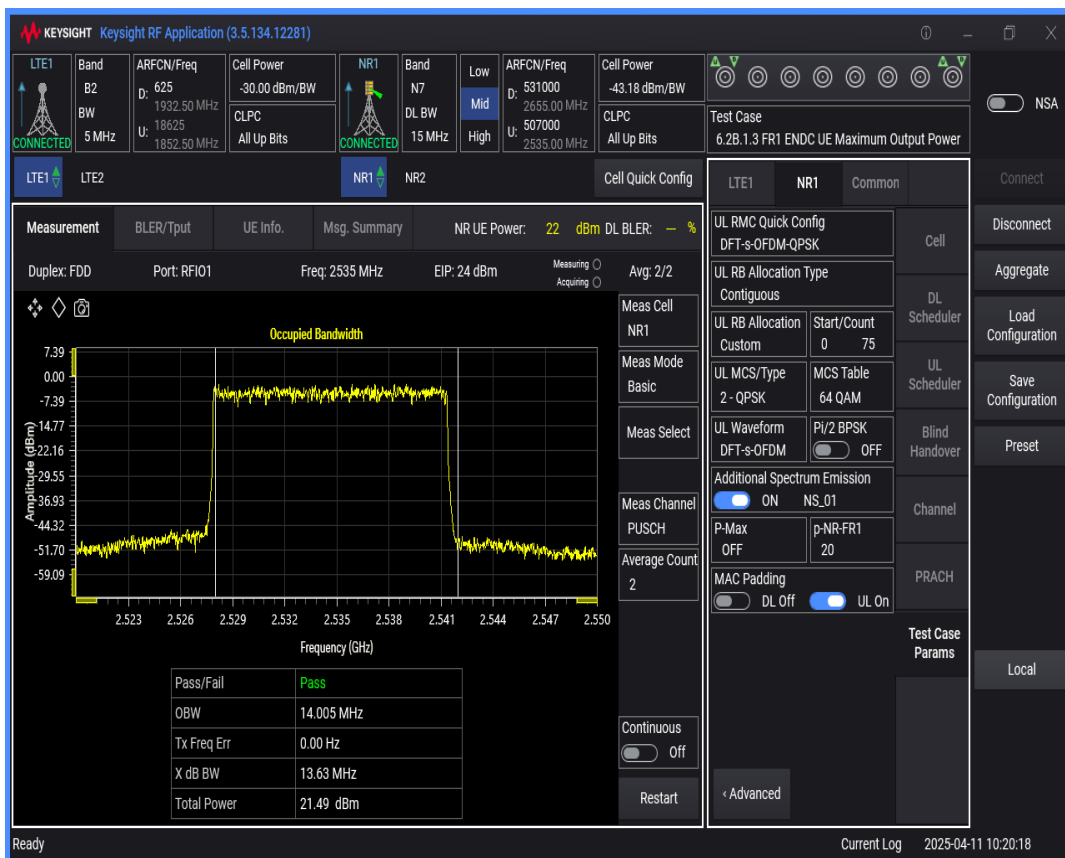 KEYSIGHT Keysight RF Application (3.5.134.12281)
LTE1
CONNECTED
Band
B2
BW
5 MHz
ARFCN/Freq
D: 625
1932.50 MHz
U: 18625
1852.50 MHz
Cell Power
-30.00 dBm/BW
CLPC
All Up Bits
NR1
CONNECTED
Band
N7
DL BW
15 MHz
Low
Mid
High
ARFCN/Freq
D: 531000
2655.00 MHz
U: 507000
2535.00 MHz
Cell Power
-43.18 dBm/BW
CLPC
All Up Bits
Test Case
6.2B.1.3 FR1 ENDC UE Maximum Output Power
NSA
LTE1 LTE2 NR1 NR2 Cell Quick Config
Measurement BLER/Tput UE Info. Msg. Summary NR UE Power: 22 dBm DL BLER: — %
Duplex: FDD Port: RFIO1 Freq: 2535 MHz EIP: 24 dBm Measuring Acquiring Avg: 2/2
Occupied Bandwidth
Amplitude (dBm)
7.39
0.00
-7.39
-14.77
-22.16
-29.55
-36.93
-44.32
-51.70
-59.09
2.523 2.526 2.529 2.532 2.535 2.538 2.541 2.544 2.547 2.550
Frequency (GHz)
Pass/Fail Pass
OBW 14.005 MHz
Tx Freq Err 0.00 Hz
X dB BW 13.63 MHz
Total Power 21.49 dBm
Meas Cell
NR1
Meas Mode
Basic
Meas Select
Meas Channel
PUSCH
Average Count
2
Continuous
Off
Restart
LTE1 NR1 Common
UL RMC Quick Config
DFT-s-OFDM-QPSK
UL RB Allocation Type
Contiguous
UL RB Allocation
Custom
Start/Count
0 75
UL MCS/Type
2 - QPSK
MCS Table
64 QAM
UL Waveform
DFT-s-OFDM
Pi/2 BPSK
OFF
Additional Spectrum Emission
ON NS_01
P-Max
OFF
p-NR-FR1
20
MAC Padding
DL Off UL On
‹ Advanced
Cell
DL
Scheduler
UL
Scheduler
Blind
Handover
Channel
PRACH
Test Case
Params
Connect
Disconnect
Aggregate
Load
Configuration
Save
Configuration
Preset
Local
Ready Current Log 2025-04-11 10:20:18